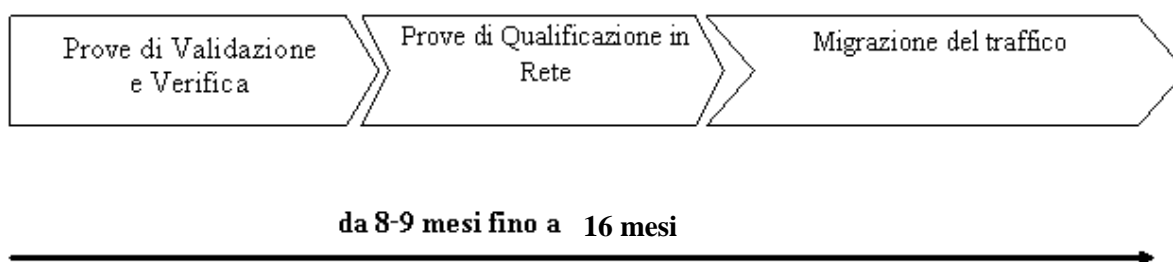 Prove di Validazione
e Verifica
Prove di Qualificazione in
Rete
Migrazione del traffico
da 8-9 mesi fino a 16 mesi